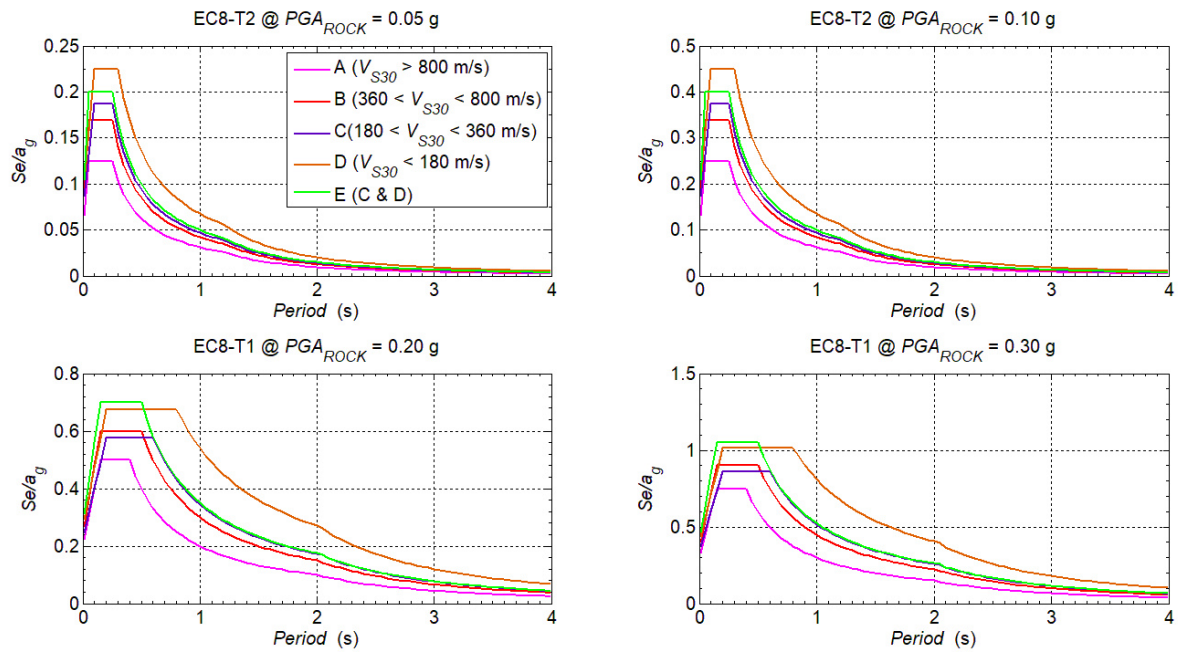 EC8-T2 @ PGA_ROCK = 0.05 g
0.25
0.2
0.15
0.1
0.05
0
Se/a_g
A (V_S30 > 800 m/s)
B (360 < V_S30 < 800 m/s)
C(180 < V_S30 < 360 m/s)
D (V_S30 < 180 m/s)
E (C & D)
0 1 2 3 4
Period (s)
EC8-T2 @ PGA_ROCK = 0.10 g
0.5
0.4
0.3
0.2
0.1
0
Se/a_g
0 1 2 3 4
Period (s)
EC8-T1 @ PGA_ROCK = 0.20 g
0.8
0.6
0.4
0.2
0
Se/a_g
0 1 2 3 4
Period (s)
EC8-T1 @ PGA_ROCK = 0.30 g
1.5
1
0.5
0
Se/a_g
0 1 2 3 4
Period (s)